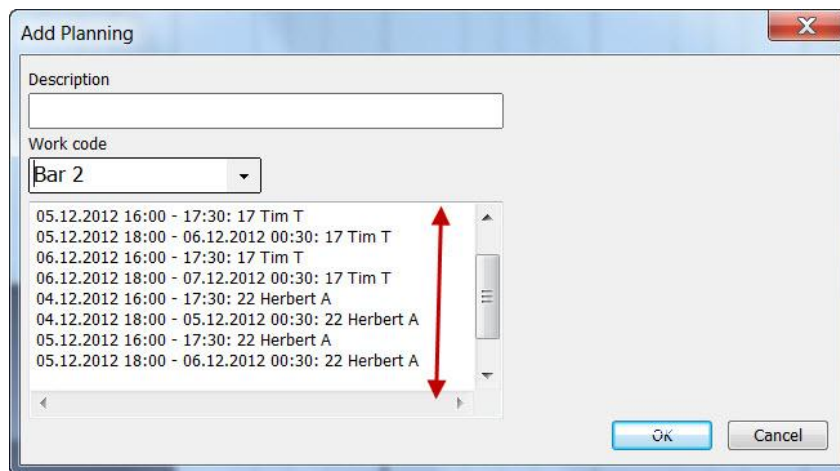 Add Planning
Description
Work code
Bar 2
05.12.2012 16:00 - 17:30: 17 Tim T
05.12.2012 18:00 - 06.12.2012 00:30: 17 Tim T
06.12.2012 16:00 - 17:30: 17 Tim T
06.12.2012 18:00 - 07.12.2012 00:30: 17 Tim T
04.12.2012 16:00 - 17:30: 22 Herbert A
04.12.2012 18:00 - 05.12.2012 00:30: 22 Herbert A
05.12.2012 16:00 - 17:30: 22 Herbert A
05.12.2012 18:00 - 06.12.2012 00:30: 22 Herbert A
OK Cancel